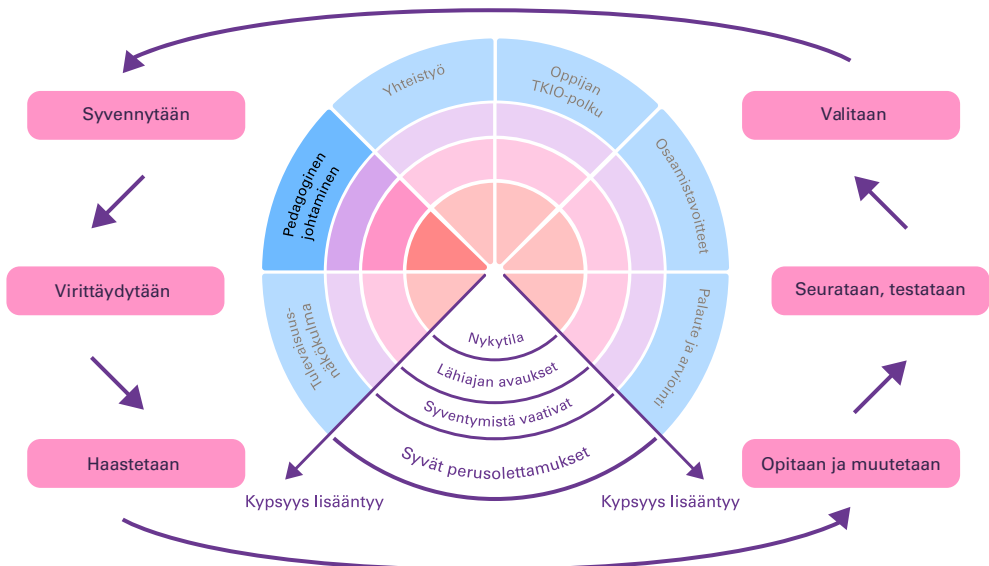 Yhteistyö
Oppijan
TKIO-polku
Syvennytään
Valitaan
Pedagoginen
johtaminen
Osaamistavoitteet
Virittäydytään
Seurataan, testataan
Tulevaisuus-
näkökulma
Palaute ja arviointi
Nykytila
Lähiajan avaukset
Syventymistä vaativat
Syvät perusolettamukset
Haastetaan
Opitaan ja muutetaan
Kypsyys lisääntyy
Kypsyys lisääntyy